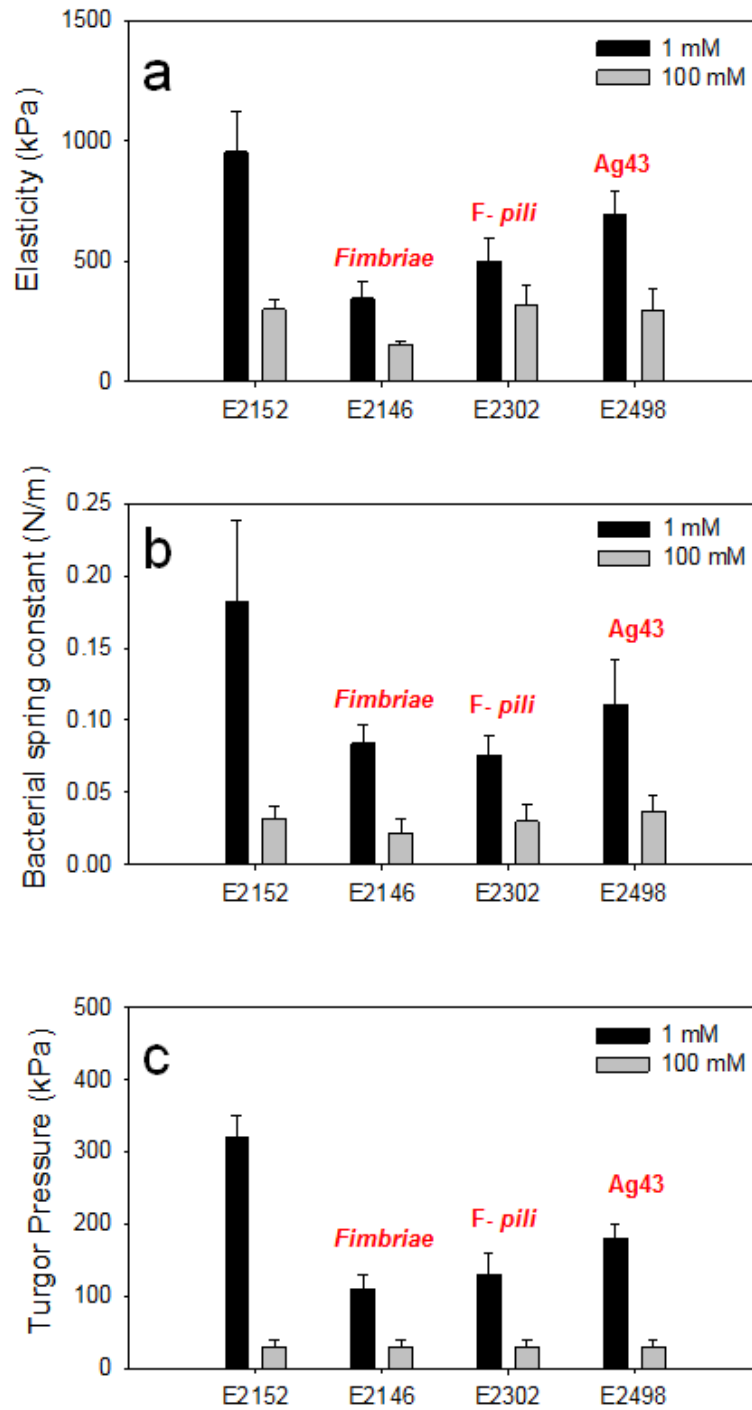 1500
1 mM
a
100 mM
Elasticity (kPa)
1000
Ag43
F- pili
Fimbriae
500
0
E2152 E2146 E2302 E2498
0.25
1 mM
b
100 mM
Bacterial spring constant (N/m)
0.20
0.15
Ag43
Fimbriae F- pili
0.10
0.05
0.00
E2152 E2146 E2302 E2498
500
1 mM
c
100 mM
Turgor Pressure (kPa)
400
300
Ag43
Fimbriae F- pili
200
100
0
E2152 E2146 E2302 E2498